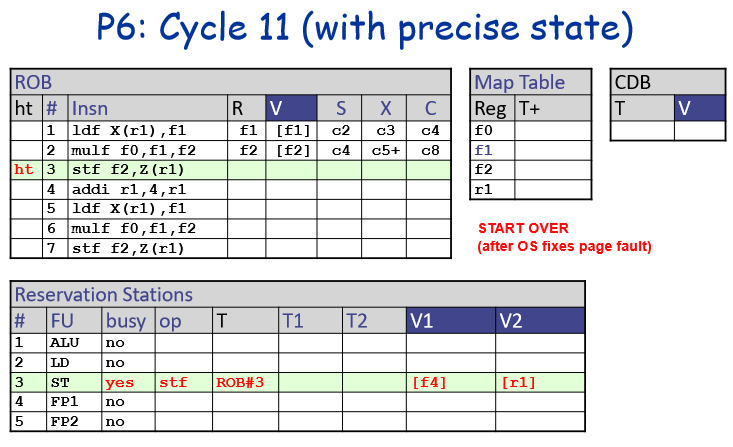 P6: Cycle 11 (with precise state)
ROB
ht # Insn R V S X C
1 ldf X(r1),f1 f1 [f1] c2 c3 c4
2 mulf f0,f1,f2 f2 [f2] c4 c5+ c8
ht 3 stf f2,Z(r1)
4 addi r1,4,r1
5 ldf X(r1),f1
6 mulf f0,f1,f2
7 stf f2,Z(r1)
Map Table
Reg T+
f0
f1
f2
r1
CDB
T V
START OVER
(after OS fixes page fault)
Reservation Stations
# FU busy op T T1 T2 V1 V2
1 ALU no
2 LD no
3 ST yes stf ROB#3 [f4] [r1]
4 FP1 no
5 FP2 no